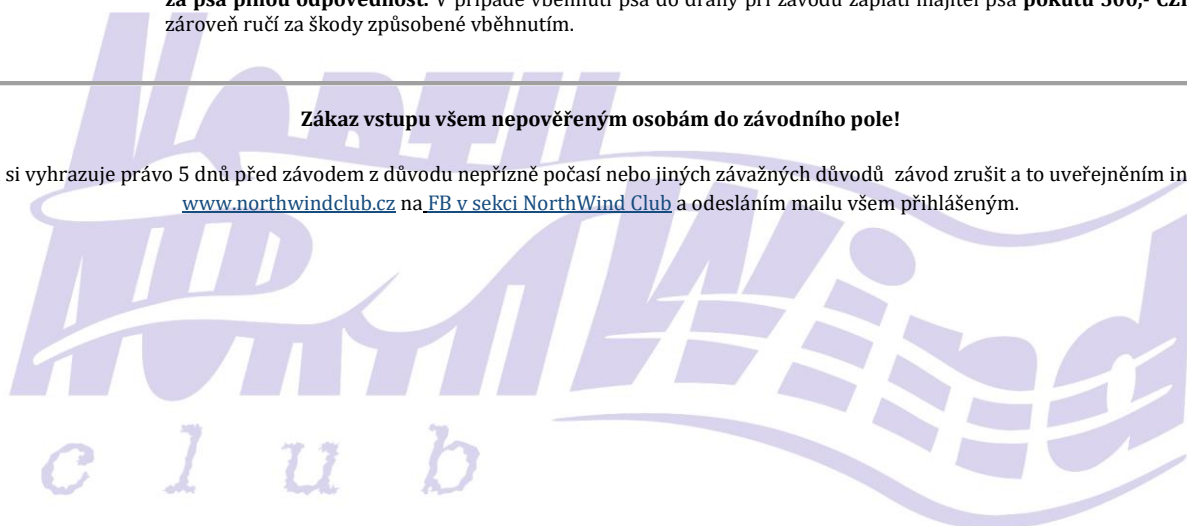 za psa plnou odpovědnost. V případě vběhnutí psa do dráhy při závodu zaplatí majitel psa pokutu
zároveň ručí za škody způsobené vběhnutím.
Zákaz vstupu všem nepověřeným osobám do závodního pole!
si vyhrazuje právo 5 dnů před závodem z důvodu nepřízně počasí nebo jiných závažných důvodů závod zrušit a to uveřejněním in
www.northwindclub.cz na FB v sekci NorthWind Club a odesláním mailu všem přihlášeným.
North Wind
club